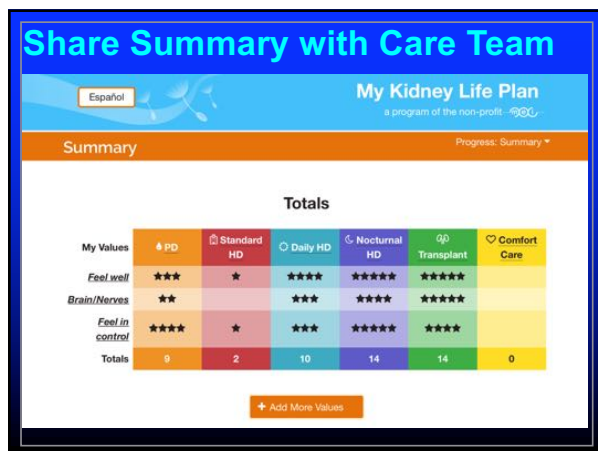 Share Summary with Care Team
Español
My Kidney Life Plan
a program of the non-profit
Summary
Progress: Summary
Totals
My Values PD Standard HD Daily HD Nocturnal HD Transplant Comfort Care
Feel well ★★★ ★ ★★★★ ★★★★★ ★★★★★
Brain/Nerves ★★ ★★★ ★★★★ ★★★★★
Feel in control ★★★★ ★ ★★★ ★★★★★ ★★★★
Totals 9 2 10 14 14 0
+ Add More Values